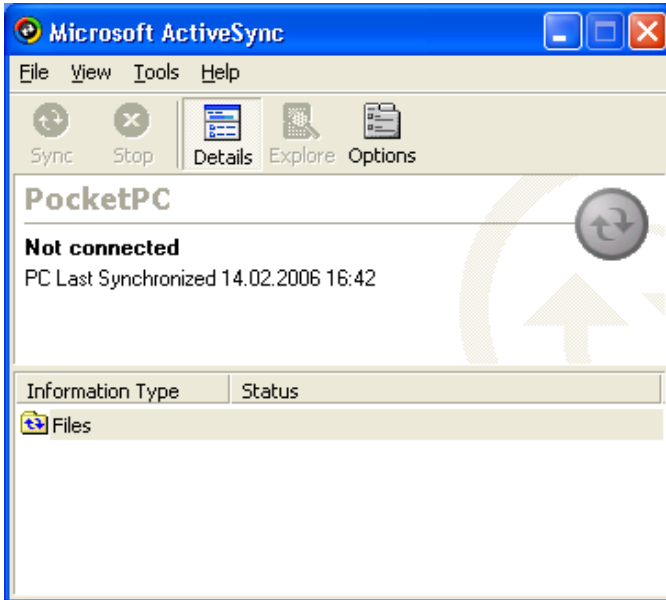 Microsoft ActiveSync
File View Tools Help
Sync Stop Details Explore Options
PocketPC
Not connected
PC Last Synchronized 14.02.2006 16:42
Information Type Status
Files